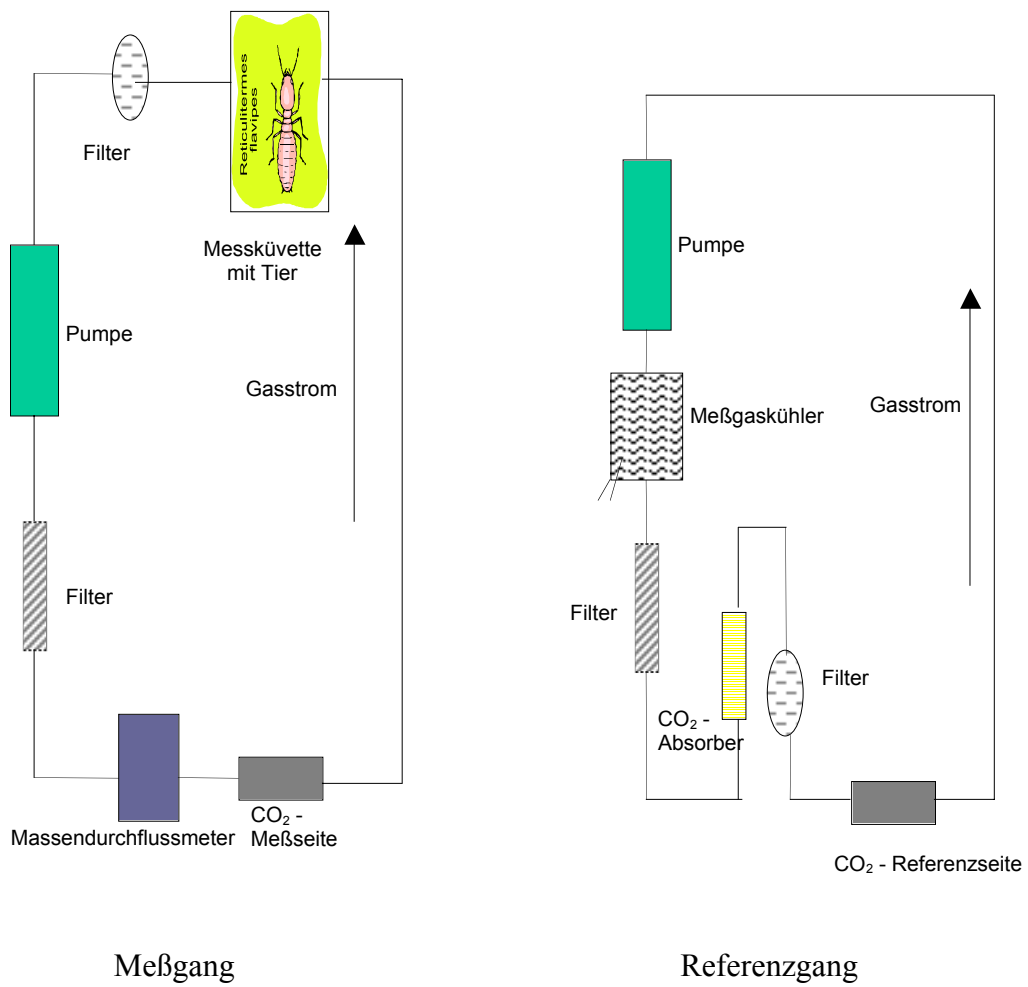 Reticulitermes
flavipes
Filter
Messküvette
mit Tier
Pumpe
Gasstrom
Filter
Massendurchflussmeter
CO₂ -
Meßseite
Pumpe
Meßgaskühler
Gasstrom
Filter
CO₂ -
Absorber
Filter
CO₂ - Referenzseite
Meßgang
Referenzgang